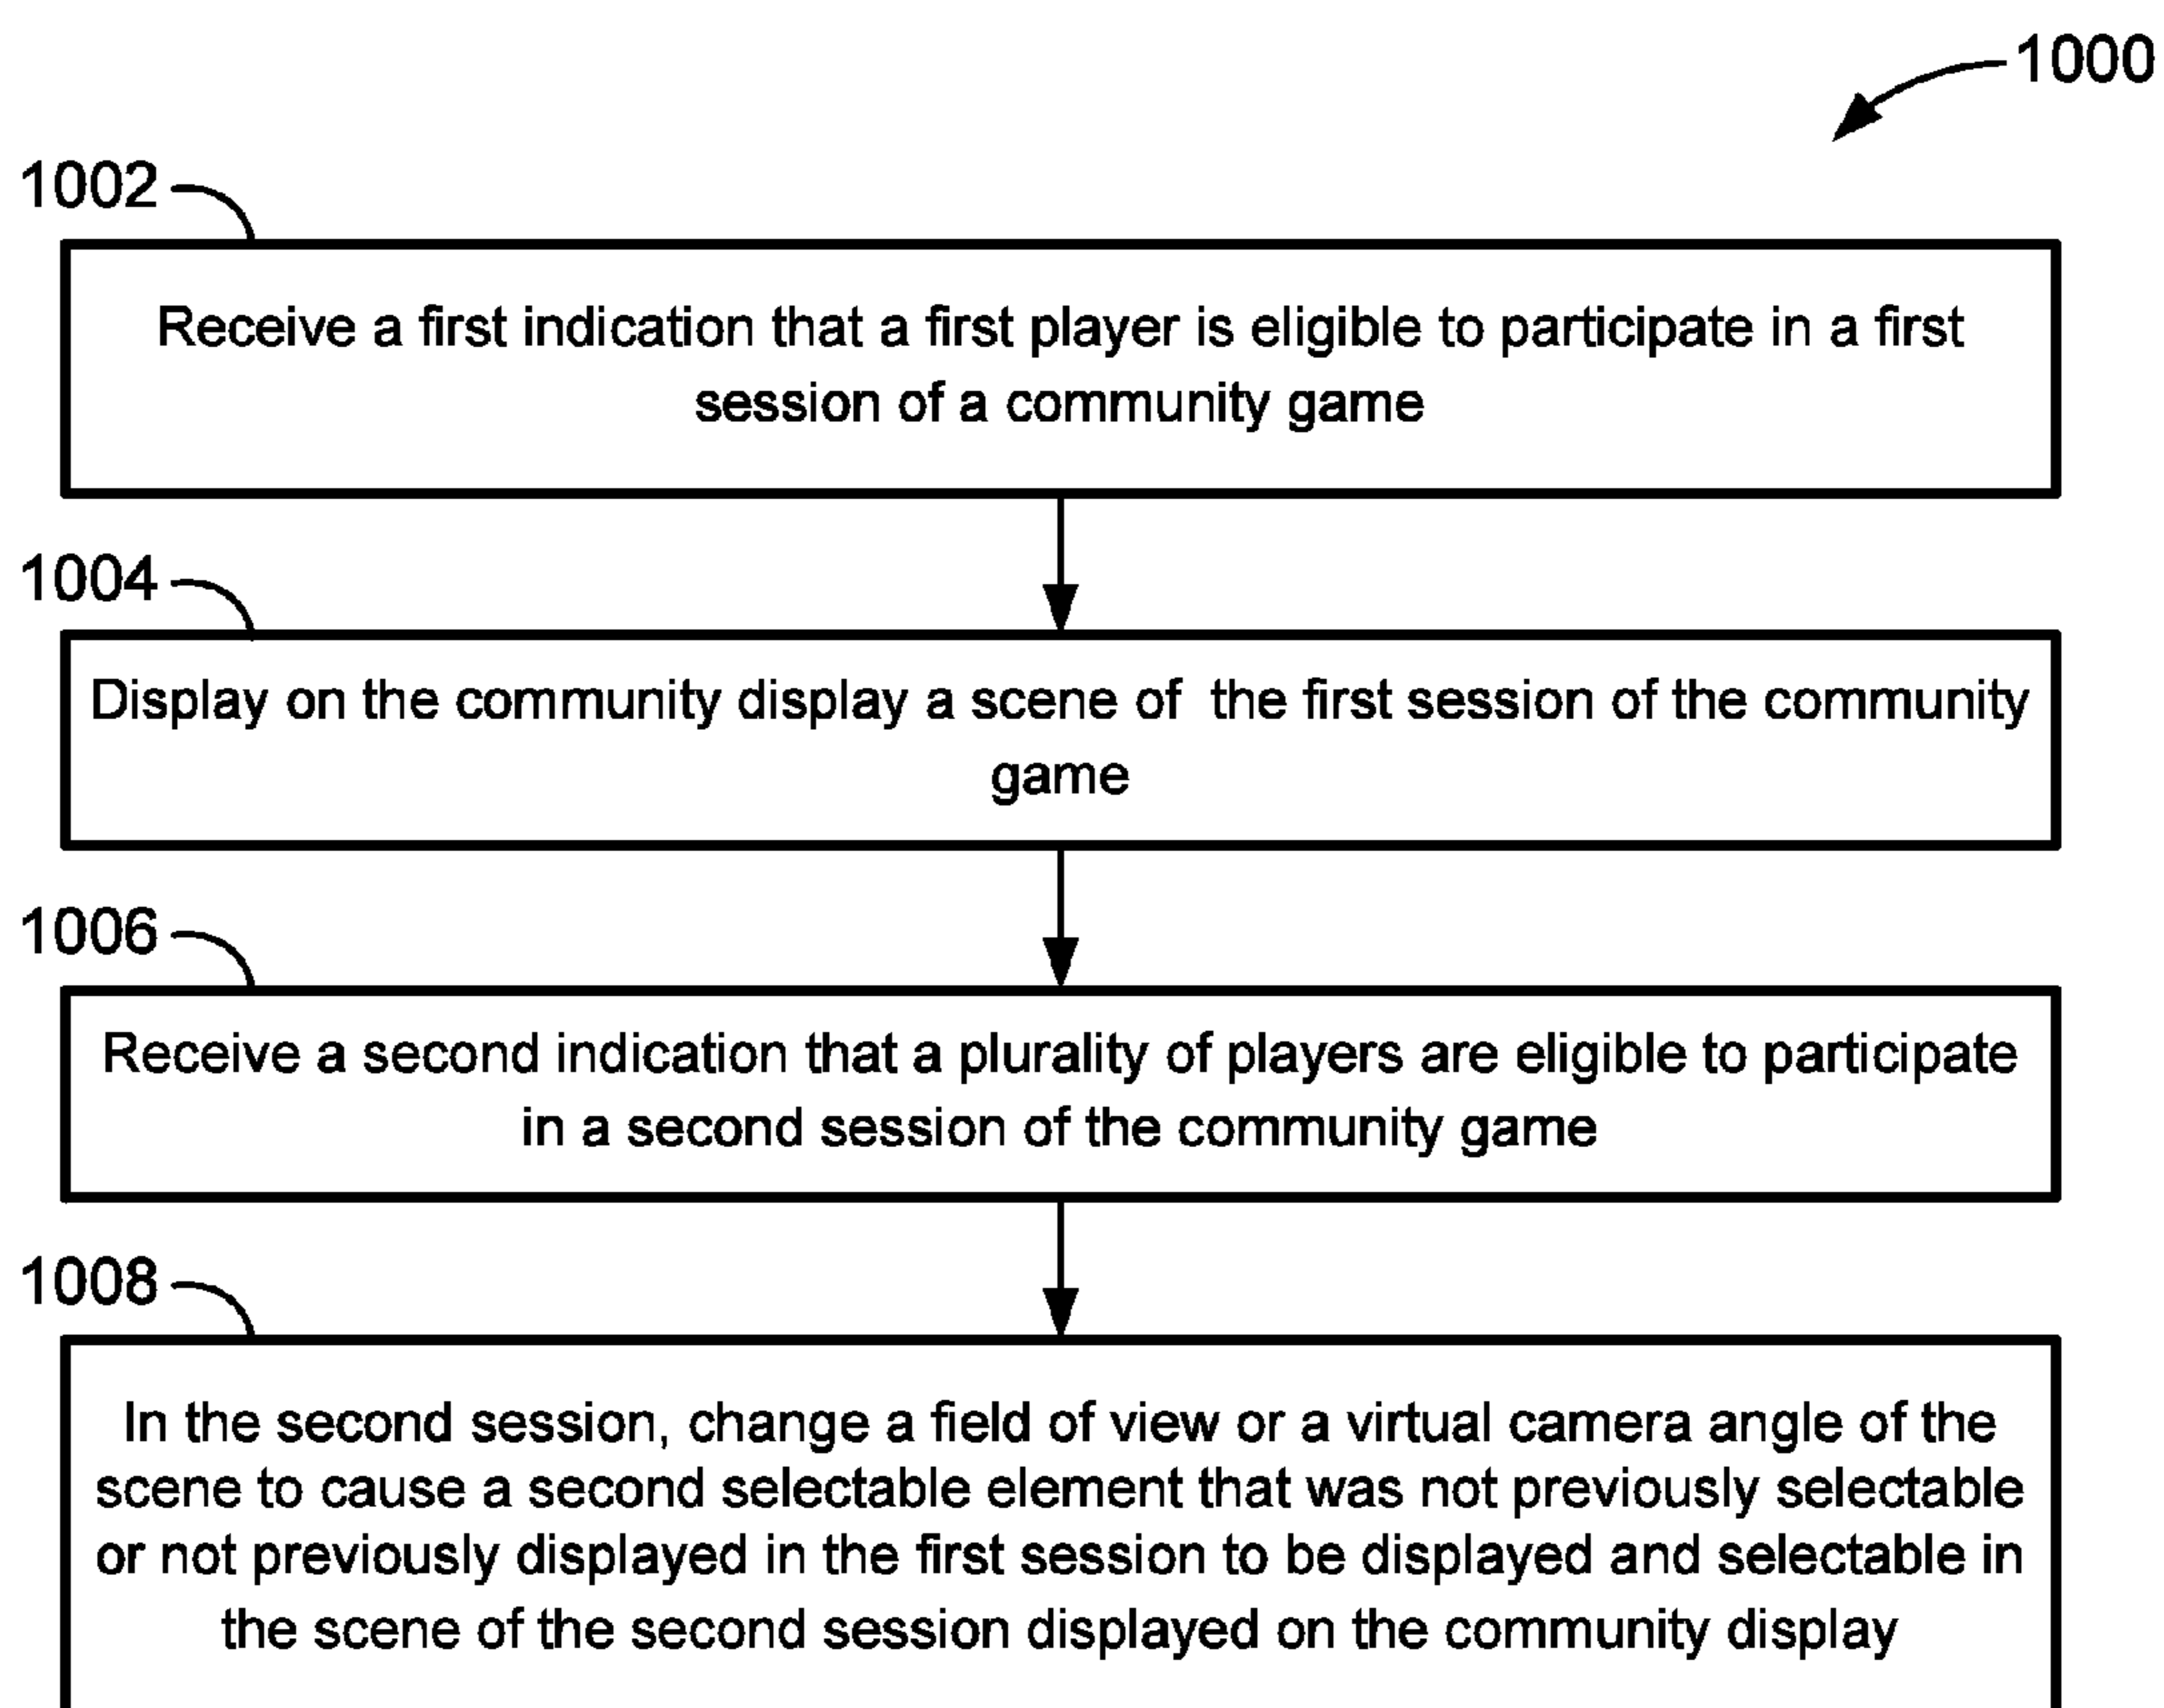 1000
1002
Receive a first indication that a first player is eligible to participate in a first
session of a community game
1004
Display on the community display a scene of the first session of the community
game
1006
Receive a second indication that a plurality of players are eligible to participate
in a second session of the community game
1008
In the second session, change a field of view or a virtual camera angle of the
scene to cause a second selectable element that was not previously selectable
or not previously displayed in the first session to be displayed and selectable in
the scene of the second session displayed on the community display